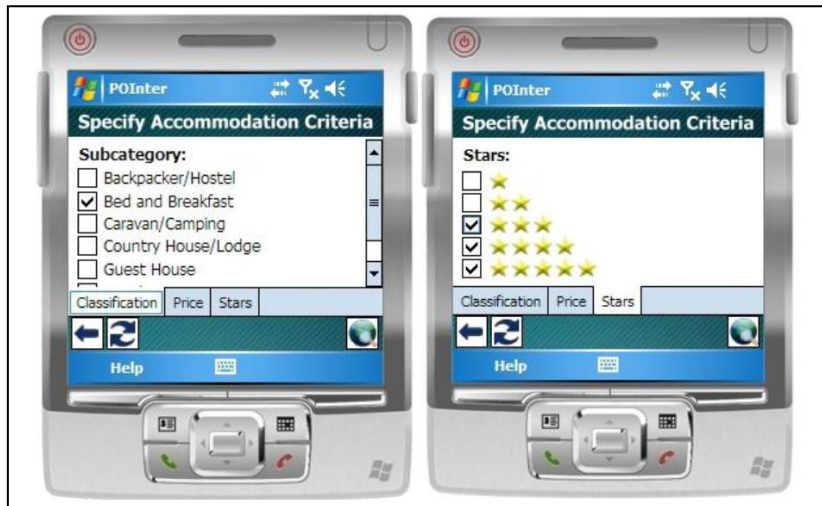 POInter
Specify Accommodation Criteria
Subcategory:
Backpacker/Hostel
Bed and Breakfast
Caravan/Camping
Country House/Lodge
Guest House
Classification Price Stars
Help
POInter
Specify Accommodation Criteria
Stars:
Classification Price Stars
Help